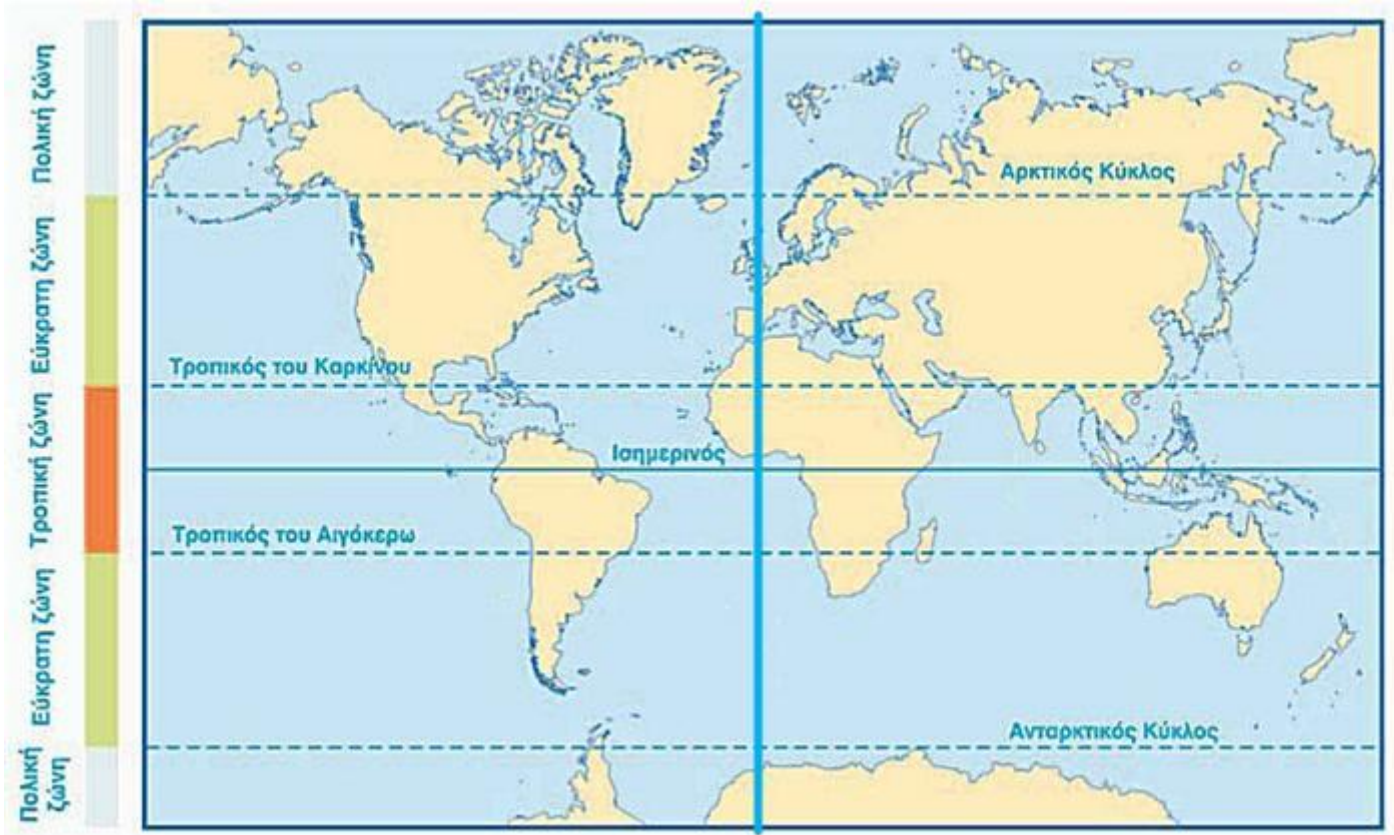 Πολική ζώνη
Εύκρατη ζώνη
Τροπική ζώνη
Εύκρατη ζώνη
Πολική
ζώνη
Αρκτικός Κύκλος
Τροπικός του Καρκίνου
Ισημερινός
Τροπικός του Αιγόκερω
Ανταρκτικός Κύκλος